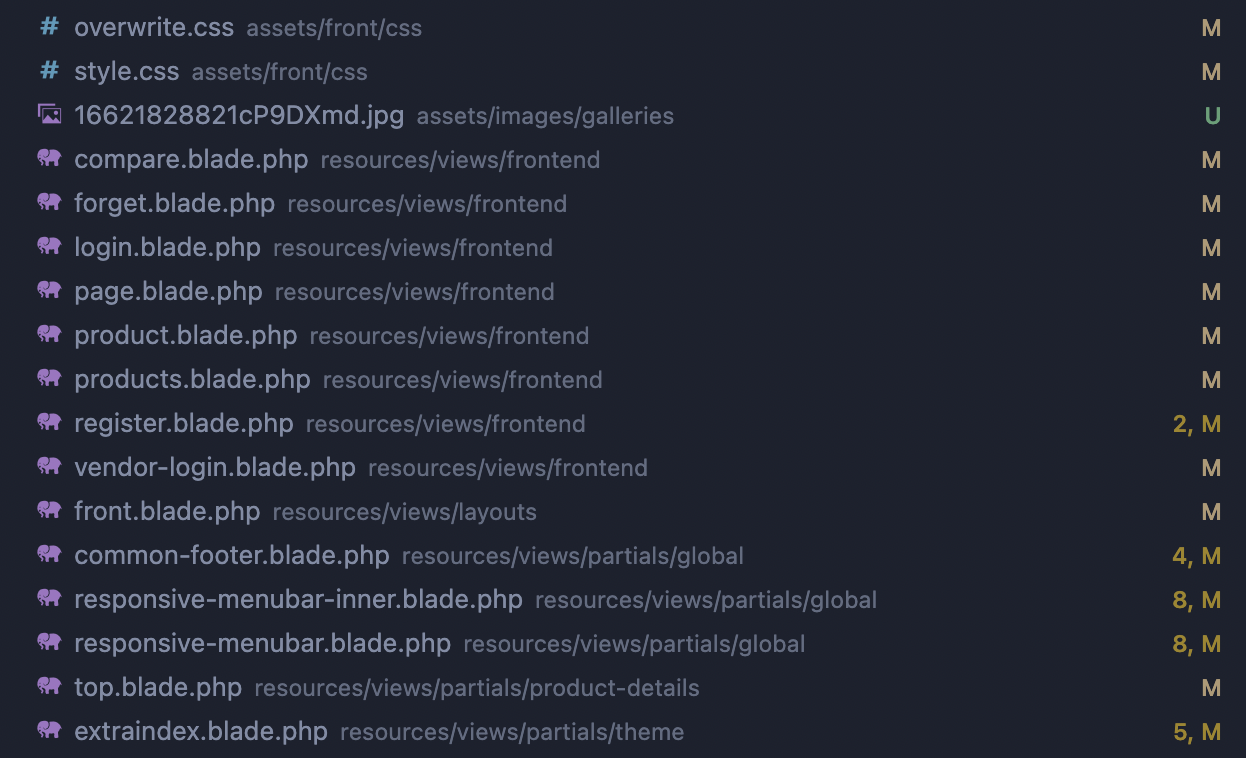 # overwrite.css assets/front/css M
# style.css assets/front/css M
16621828821cP9DXmd.jpg assets/images/galleries U
compare.blade.php resources/views/frontend M
forget.blade.php resources/views/frontend M
login.blade.php resources/views/frontend M
page.blade.php resources/views/frontend M
product.blade.php resources/views/frontend M
products.blade.php resources/views/frontend M
register.blade.php resources/views/frontend 2, M
vendor-login.blade.php resources/views/frontend M
front.blade.php resources/views/layouts M
common-footer.blade.php resources/views/partials/global 4, M
responsive-menubar-inner.blade.php resources/views/partials/global 8, M
responsive-menubar.blade.php resources/views/partials/global 8, M
top.blade.php resources/views/partials/product-details M
extraindex.blade.php resources/views/partials/theme 5, M